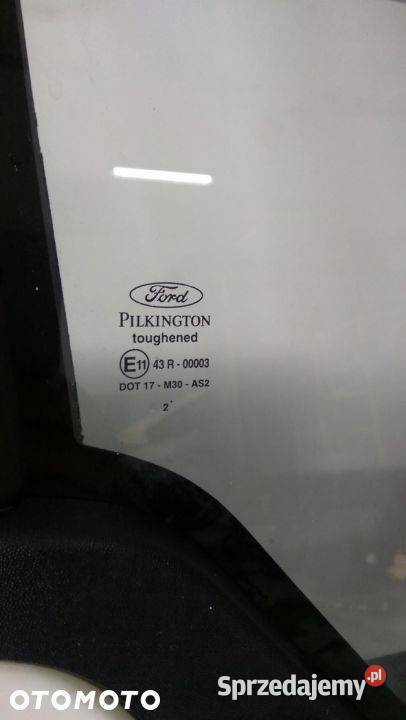 Ford
PILKINGTON
toughened
E11 43 R - 00003
DOT 17 - M30 - AS2
2
OTOMOTO
Sprzedajemy.pl